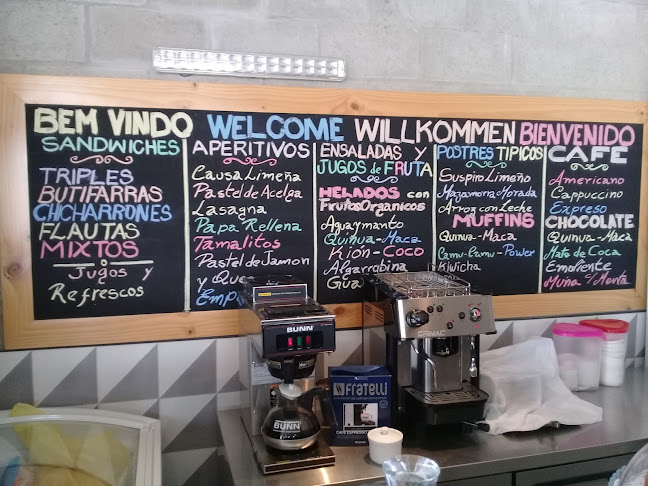 BEM VINDO WELCOME WILLKOMMEN BIENVENIDO
SANDWICHES
TRIPLES
BUTIFARRAS
CHICHARRONES
FLAUTAS
MIXTOS
JUGOS Y
REFRESCOS
APERITIVOS
CAUSA LIMEÑA
PASTEL DE ACELGA
LASAGNA
PAPA RELLENA
TAMALITOS
PASTEL DE JAMON
Y QUE
EMP
ENSALADAS Y
JUGOS de FRUTA
HELADOS con
FRUTOS ORGANICOS
AGUAYMANTO
QUINUA-MACA
KION-COCO
ALGARROBINA
GUA
POSTRES TIPICOS
SUSPIRO LIMEÑO
MAZAMORRA MORADA
ARROZ CON LECHE
MUFFINS
QUINUA-MACA
CAMU-CAMU-POWER
KIWICHA
CAFE
AMERICANO
CAPPUCCINO
EXPRESO
CHOCOLATE
QUINUA-MACA
MATE DE COCA
EMOLIENTE
MUÑA Y MENTA
BUNN
BUNN
FRATELLI
CAFE ESPRESSO